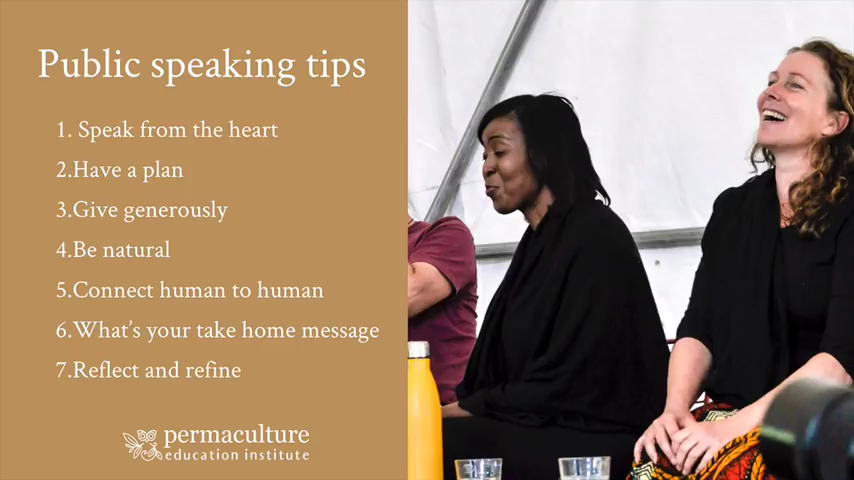 Public speaking tips
1. Speak from the heart
2.Have a plan
3.Give generously
4.Be natural
5.Connect human to human
6.What's your take home message
7.Reflect and refine
permaculture
education institute